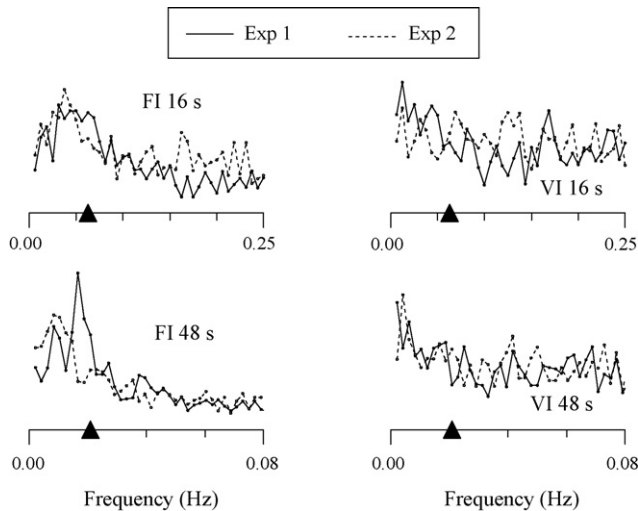 Exp 1
Exp 2
FI 16 s
VI 16 s
0.00
0.25
0.00
0.25
FI 48 s
VI 48 s
0.00
0.08
0.00
0.08
Frequency (Hz)
Frequency (Hz)